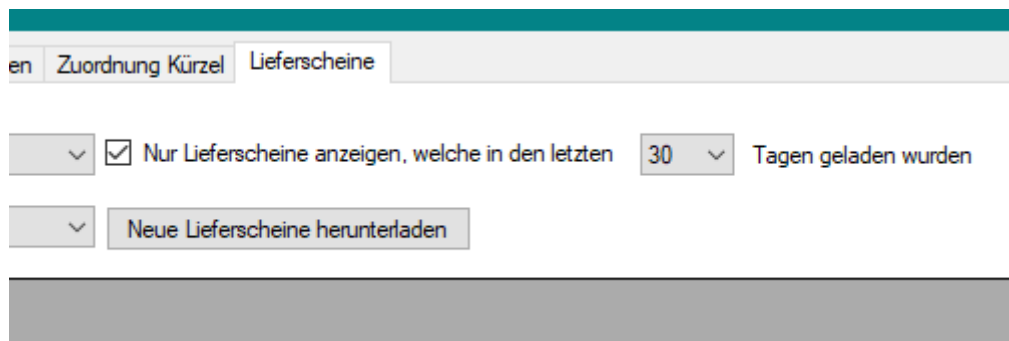 en Zuordnung Kürzel Lieferscheine
Nur Lieferscheine anzeigen, welche in den letzten 30 Tagen geladen wurden
Neue Lieferscheine herunterladen